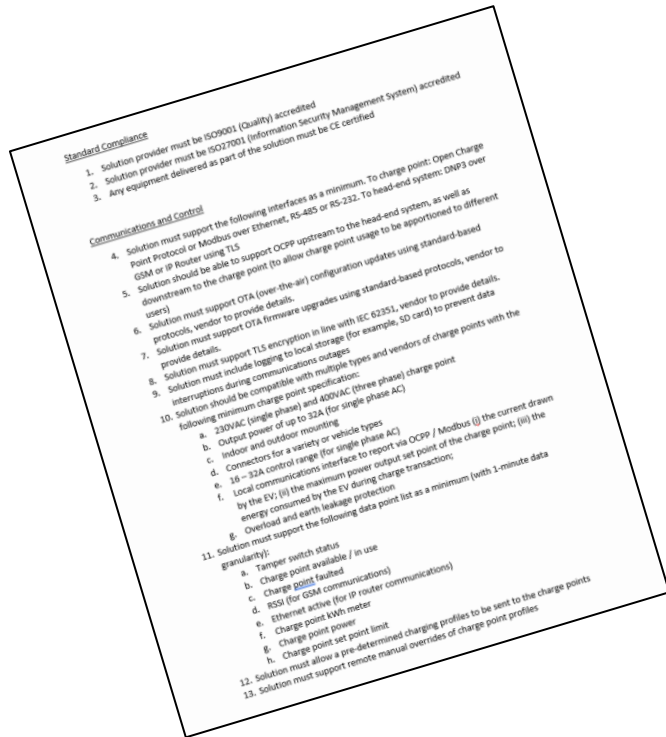 Standard Compliance
1. Solution provider must be ISO9001 (Quality) accredited
2. Solution provider must be ISO27001 (Information Security Management System) accredited
3. Any equipment delivered as part of the solution must be CE certified
Communications and Control
4. Solution must support the following interfaces as a minimum. To charge point: Open Charge
Point Protocol or Modbus over Ethernet, RS-485 or RS-232. To head-end system: DNP3 over
GSM or IP Router using TLS
5. Solution should be able to support OCPP upstream to the head-end system, as well as
downstream to the charge point (to allow charge point usage to be apportioned to different
users)
6. Solution must support OTA (over-the-air) configuration updates using standard-based
protocols, vendor to provide details.
7. Solution must support OTA firmware upgrades using standard-based protocols, vendor to
provide details.
8. Solution must support TLS encryption in line with IEC 62351, vendor to provide details.
9. Solution must include logging to local storage (for example, SD card) to prevent data
interruptions during communications outages
10. Solution should be compatible with multiple types and vendors of charge points with the
following minimum charge point specification:
a. 230VAC (single phase) and 400VAC (three phase) charge point
b. Output power of up to 32A (for single phase AC)
c. Indoor and outdoor mounting
d. Connectors for a variety or vehicle types
e. 16 – 32A control range (for single phase AC)
f. Local communications interface to report via OCPP / Modbus (i) the current drawn
by the EV; (ii) the maximum power output set point of the charge point; (iii) the
energy consumed by the EV during charge transaction;
g. Overload and earth leakage protection
11. Solution must support the following data point list as a minimum (with 1-minute data
granularity):
a. Tamper switch status
b. Charge point available / in use
c. Charge point faulted
d. RSSI (for GSM communications)
e. Ethernet active (for IP router communications)
f. Charge point kWh meter
g. Charge point power
h. Charge point set point limit
12. Solution must allow a pre-determined charging profiles to be sent to the charge points
13. Solution must support remote manual overrides of charge point profiles